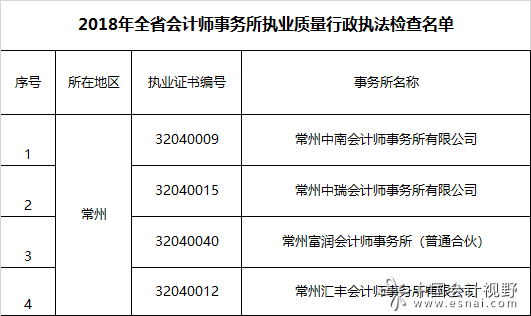 2018年全省会计师事务所执业质量行政执法检查名单
序号 所在地区 执业证书编号 事务所名称
1 32040009 常州中南会计师事务所有限公司
2 32040015 常州中瑞会计师事务所有限公司
常州
3 32040040 常州富润会计师事务所（普通合伙）
4 32040012 常州汇丰会计师事务所有限公司
中国会计视野
www.esnai.com